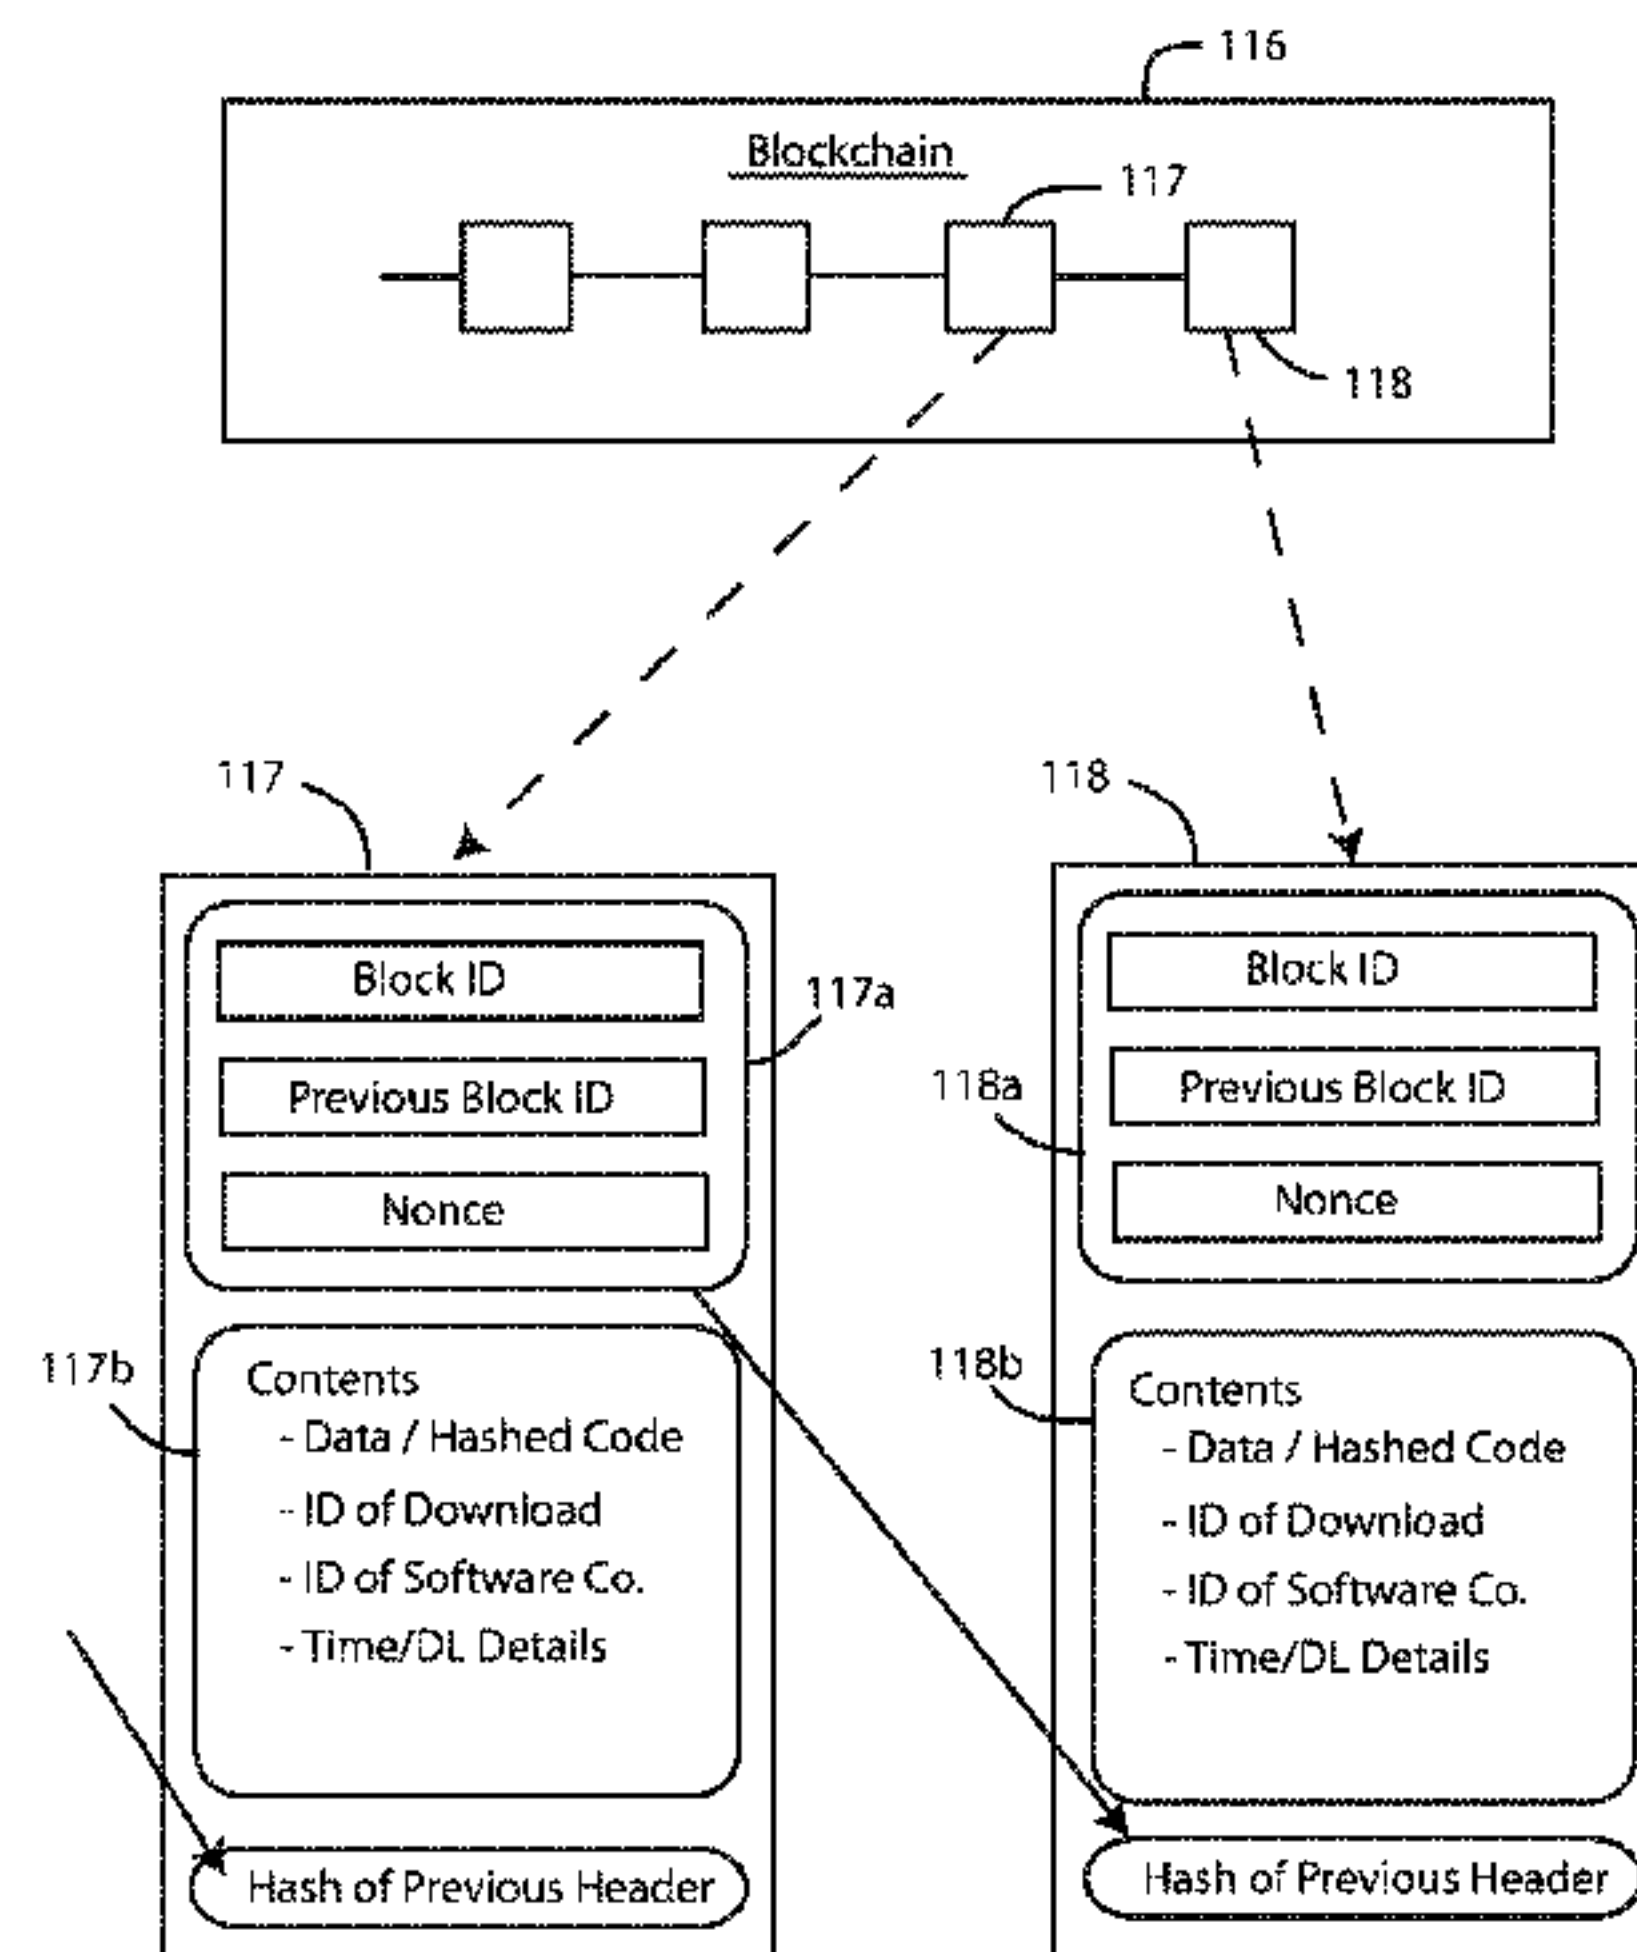 116
Blockchain
117
118
117
Block ID
Previous Block ID
Nonce
117a
117b
Contents
- Data / Hashed Code
- ID of Download
- ID of Software Co.
- Time/DL Details
Hash of Previous Header
118
Block ID
Previous Block ID
Nonce
118a
118b
Contents
- Data / Hashed Code
- ID of Download
- ID of Software Co.
- Time/DL Details
Hash of Previous Header